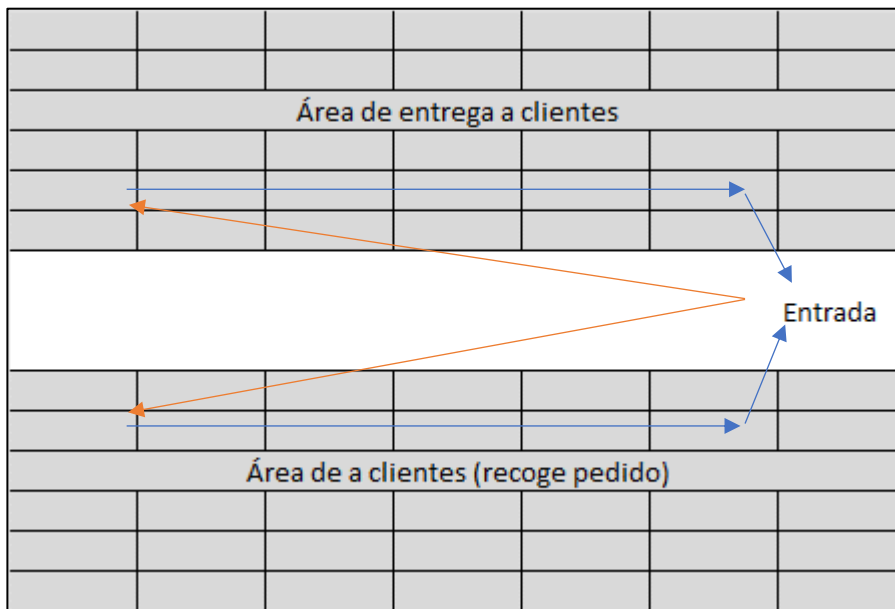 Área de entrega a clientes
Entrada
Área de a clientes (recoge pedido)